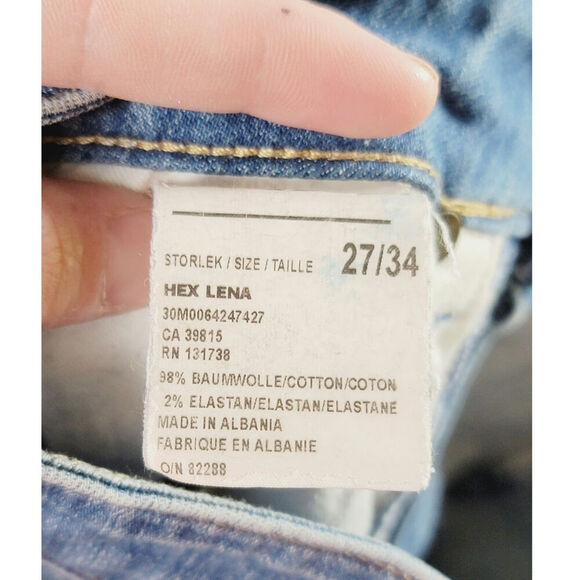 STORLEK / SIZE / TAILLE 27/34
HEX LENA
30M0064247427
CA 39815
RN 131738
98% BAUMWOLLE/COTTON/COTON
2% ELASTAN/ELASTAN/ELASTANE
MADE IN ALBANIA
FABRIQUE EN ALBANIE
O/N 82288